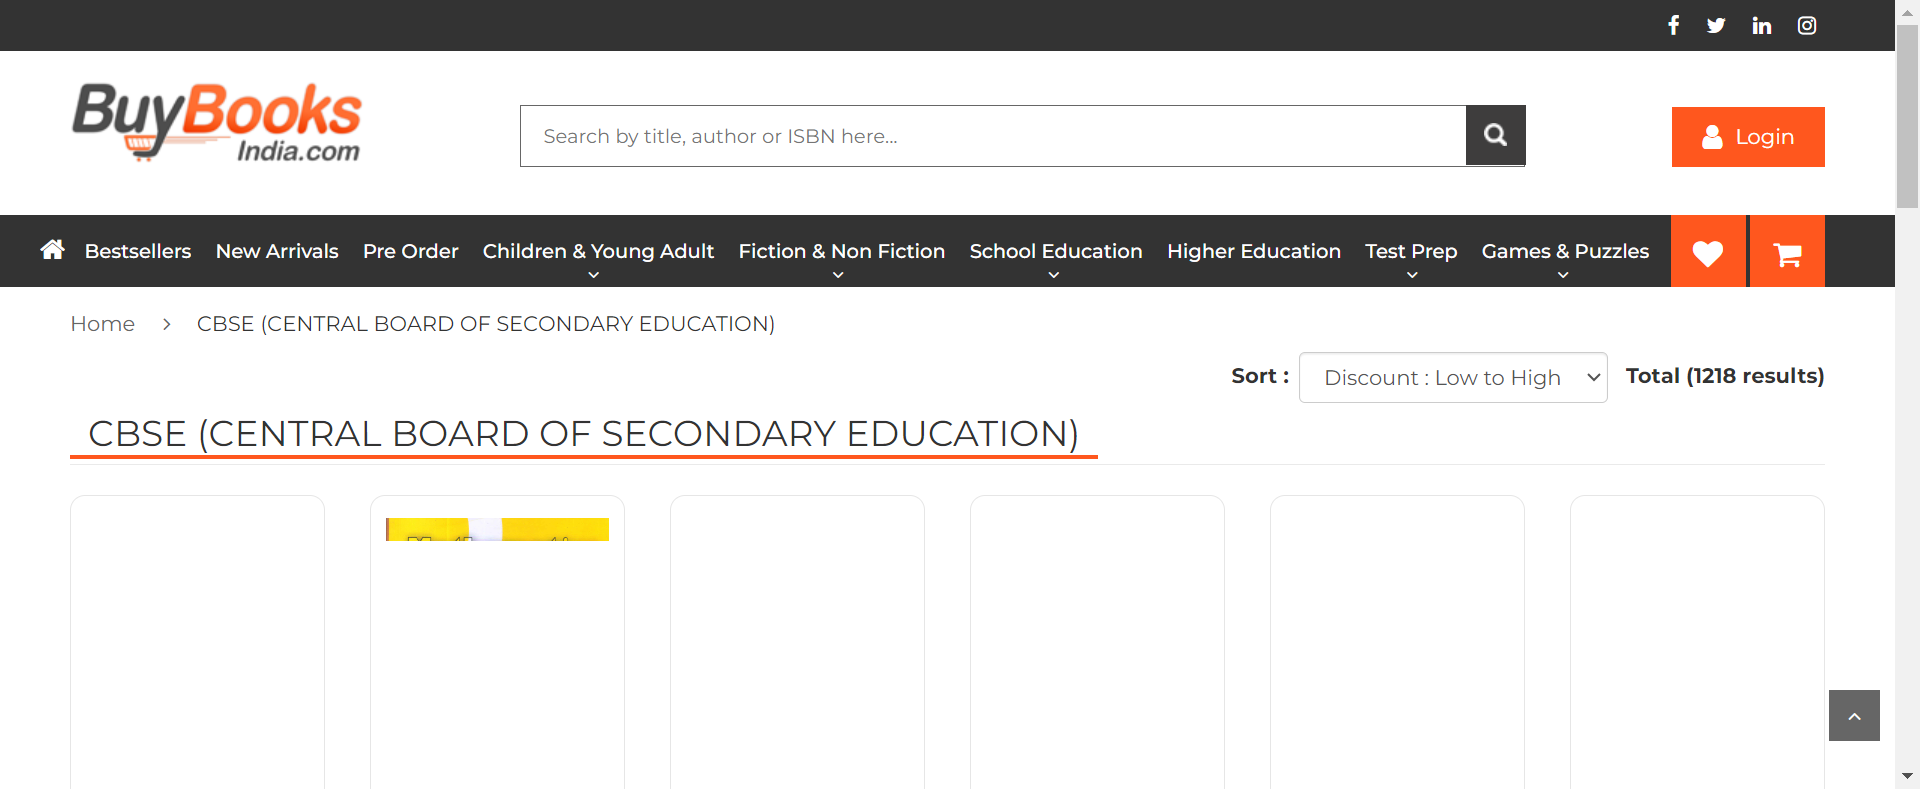 BuyBooks
India.com
Search by title, author or ISBN here...
Login
Bestsellers New Arrivals Pre Order Children & Young Adult Fiction & Non Fiction School Education Higher Education Test Prep Games & Puzzles
Home > CBSE (CENTRAL BOARD OF SECONDARY EDUCATION)
Sort : Discount : Low to High Total (1218 results)
CBSE (CENTRAL BOARD OF SECONDARY EDUCATION)